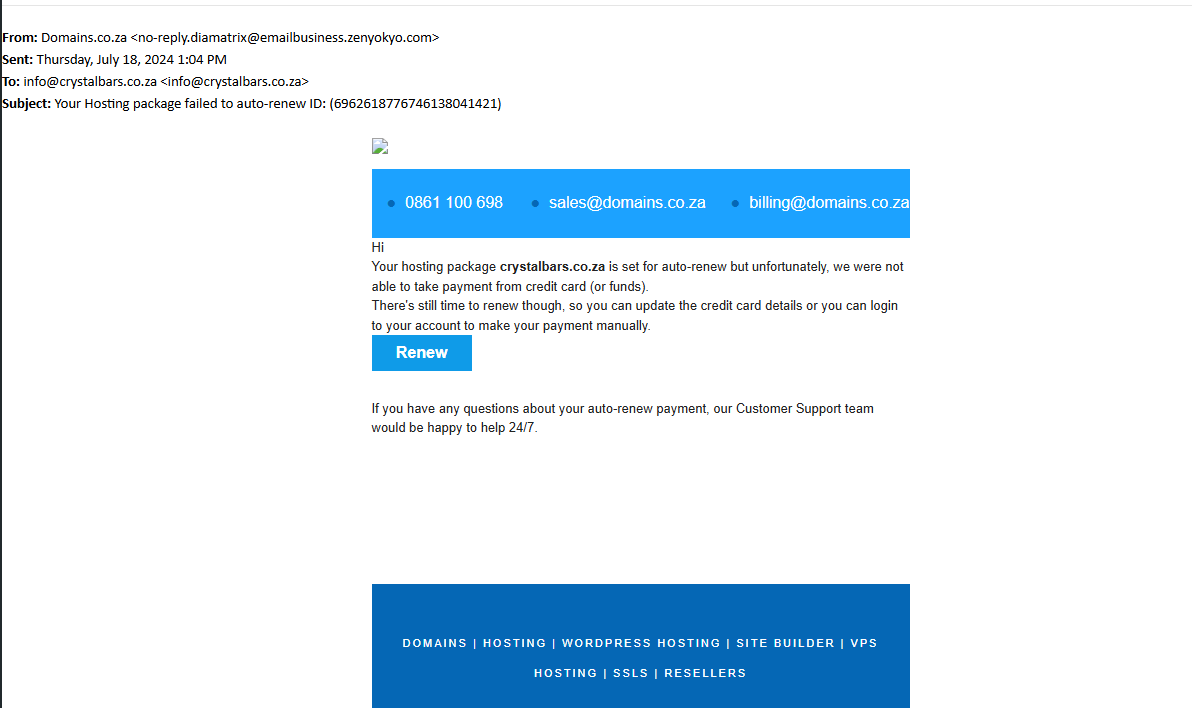 From: Domains.co.za <no-reply.diamatrix@emailbusiness.zenyokyo.com>
Sent: Thursday, July 18, 2024 1:04 PM
To: info@crystalbars.co.za <info@crystalbars.co.za>
Subject: Your Hosting package failed to auto-renew ID: (6962618776746138041421)
• 0861 100 698 • sales@domains.co.za • billing@domains.co.za
Hi
Your hosting package crystalbars.co.za is set for auto-renew but unfortunately, we were not
able to take payment from credit card (or funds).
There's still time to renew though, so you can update the credit card details or you can login
to your account to make your payment manually.
Renew
If you have any questions about your auto-renew payment, our Customer Support team
would be happy to help 24/7.
DOMAINS | HOSTING | WORDPRESS HOSTING | SITE BUILDER | VPS
HOSTING | SSLS | RESELLERS